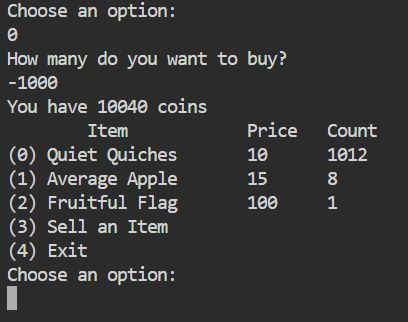 Choose an option:
0
How many do you want to buy?
-1000
You have 10040 coins
Item Price Count
(0) Quiet Quiches 10 1012
(1) Average Apple 15 8
(2) Fruitful Flag 100 1
(3) Sell an Item
(4) Exit
Choose an option: